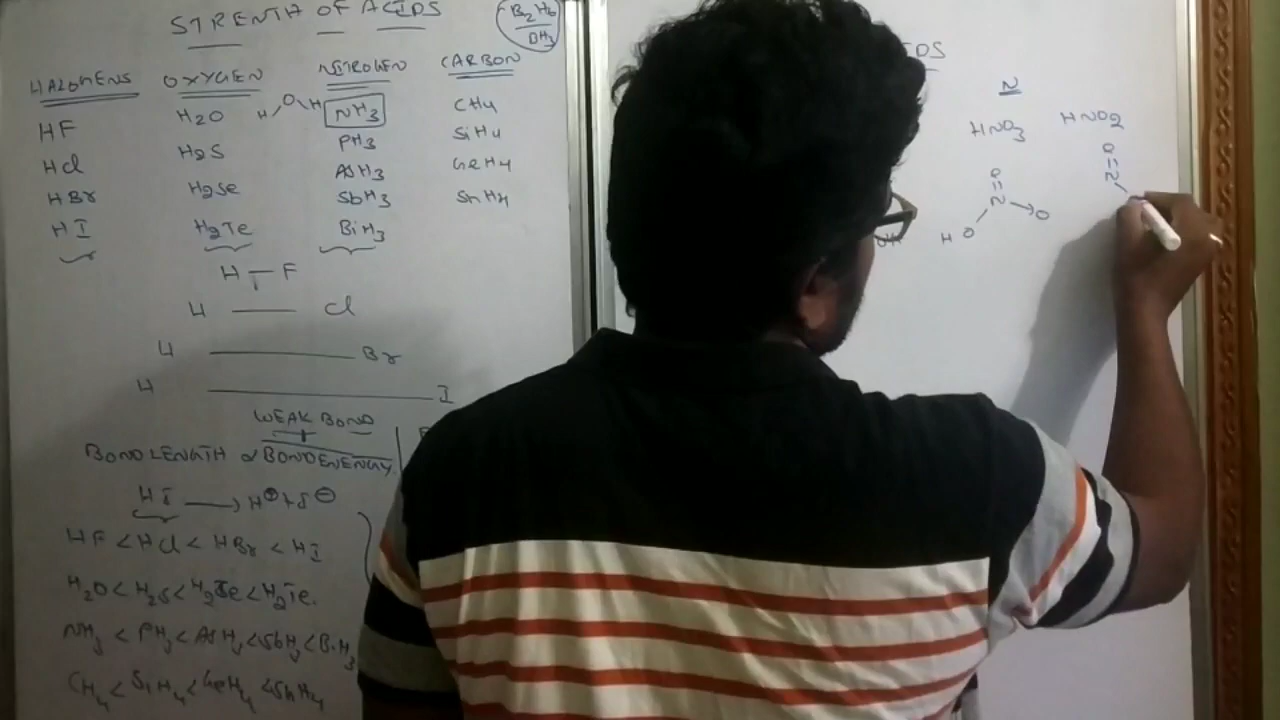 STRENTH OF ACIDS
B2H6
BH3
HALOGENS OXYGEN NITROGEN CARBON
HF H2O H O H NH3 CH4
HCl H2S PH3 SiH4
HBr H2Se AsH3 GeH4
HI H2Te SbH3 SnH4
BiH3
H — F
H — Cl
H — Br
H — I
WEAK BOND
BOND LENGTH α BOND ENERGY
HI → H⊕ + I⊖
HF < HCl < HBr < HI
H2O < H2S < H2Se < H2Te.
NH3 < PH3 < AsH3 < SbH3 < BiH3
CH4 < SiH4 < GeH4 < SnH4
IDS
N
HNO3 HNO2
O O
= =
N → O N
H O
OH